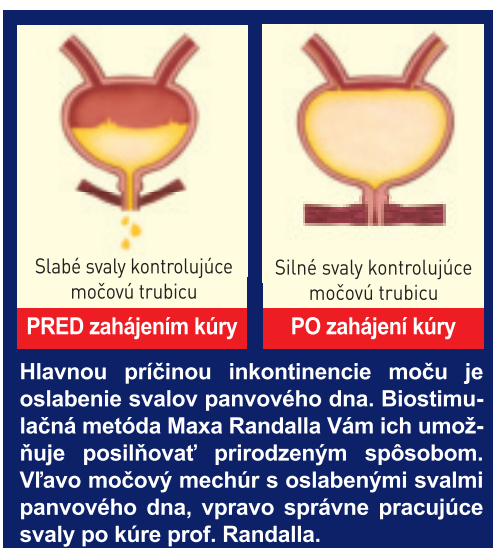 Slabé svaly kontrolujúce
močovú trubicu
PRED zahájením kúry
Silné svaly kontrolujúce
močovú trubicu
PO zahájení kúry
Hlavnou príčinou inkontinencie moču je
oslabenie svalov panvového dna. Biostimu-
lačná metóda Maxa Randalla Vám ich umož-
ňuje posilňovať prirodzeným spôsobom.
Vľavo močový mechúr s oslabenými svalmi
panvového dna, vpravo správne pracujúce
svaly po kúre prof. Randalla.